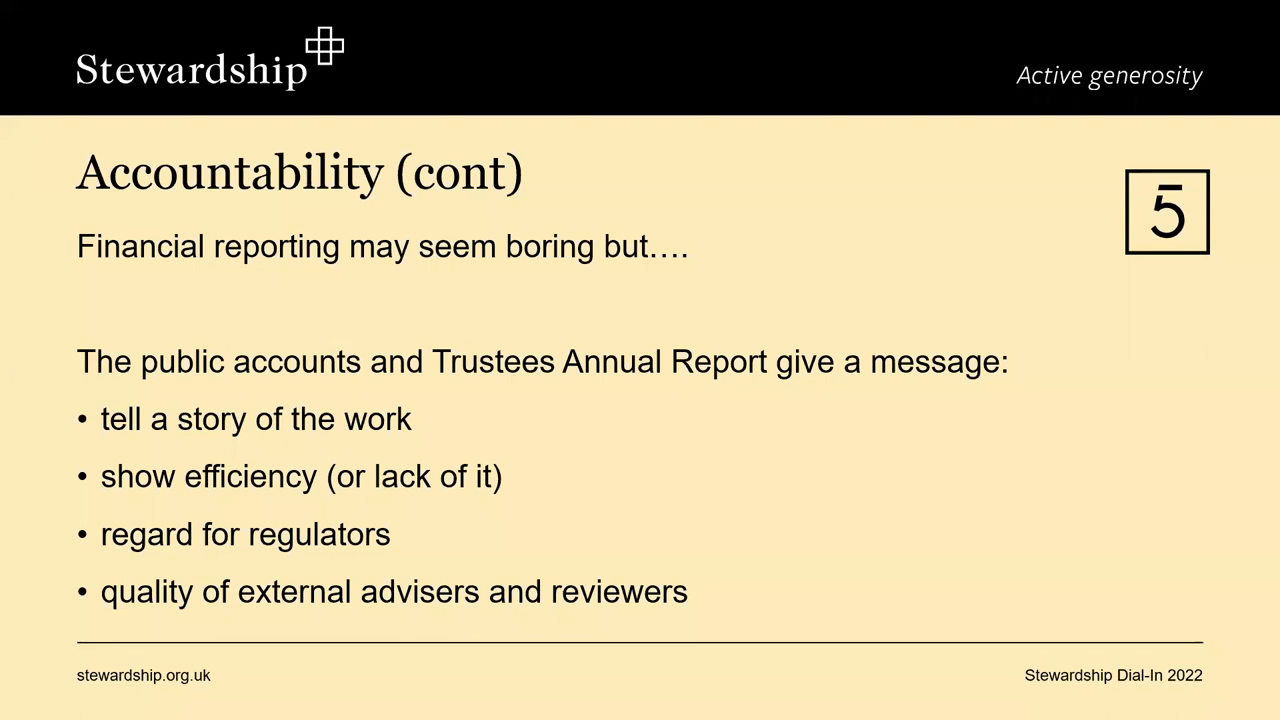 Stewardship
Active generosity
Accountability (cont)
5
Financial reporting may seem boring but….
The public accounts and Trustees Annual Report give a message:
• tell a story of the work
• show efficiency (or lack of it)
• regard for regulators
• quality of external advisers and reviewers
stewardship.org.uk
Stewardship Dial-In 2022